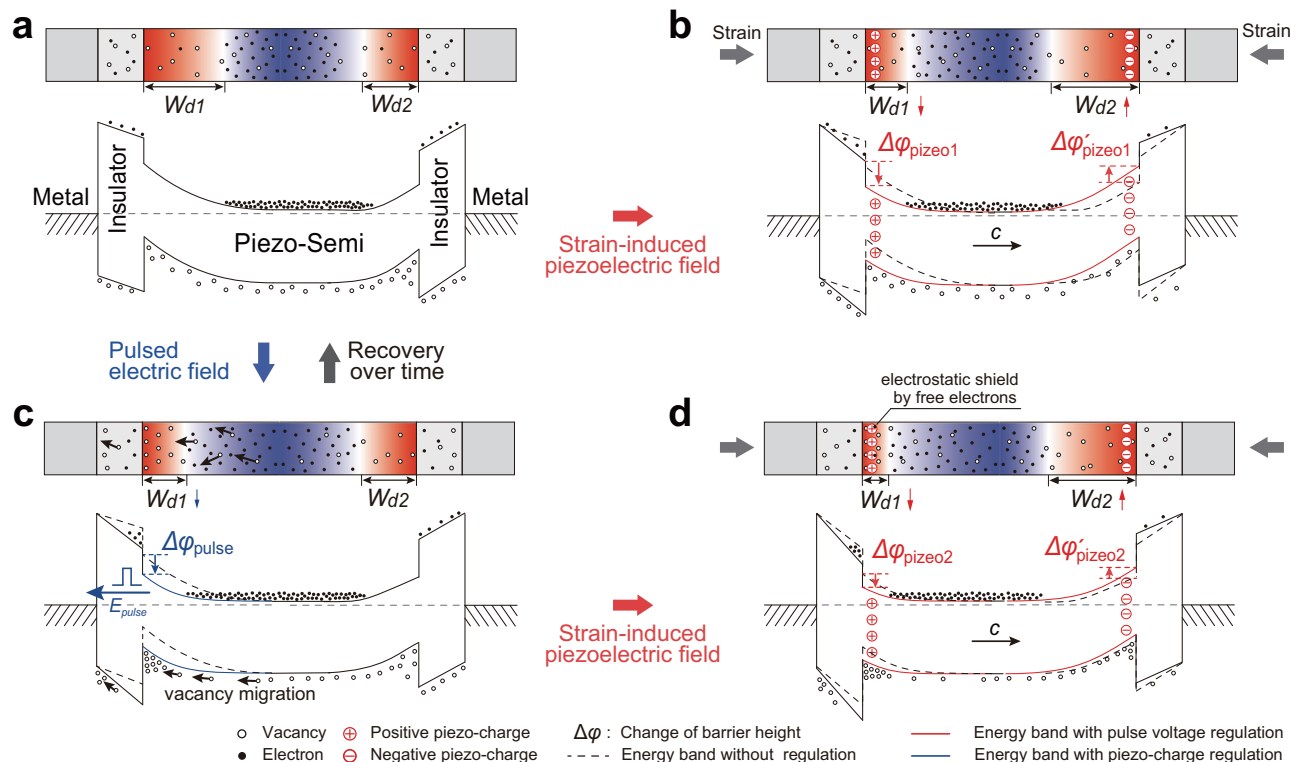 a
Wd1
Wd2
Metal
Insulator
Piezo-Semi
Insulator
Metal
b
Strain
Strain
Wd1
Wd2
Δφpizeo1
Δφ′pizeo1
c
Strain-induced
piezoelectric field
Pulsed
electric field
Recovery
over time
c
Wd1
Wd2
Δφpulse
Epulse
vacancy migration
Strain-induced
piezoelectric field
d
electrostatic shield
by free electrons
Wd1
Wd2
Δφpizeo2
Δφ′pizeo2
c
Vacancy
Electron
Positive piezo-charge
Negative piezo-charge
Δφ : Change of barrier height
Energy band without regulation
Energy band with pulse voltage regulation
Energy band with piezo-charge regulation